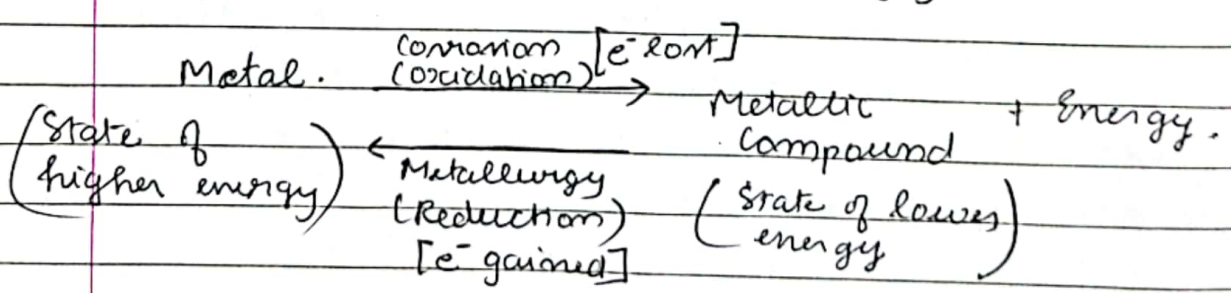 Corrosion [e⁻ lost]
Metal. (Oxidation)
Metallic + Energy.
Compound
(State of
higher energy)
Metallurgy
(Reduction)
[e⁻ gained]
(State of lower
energy)